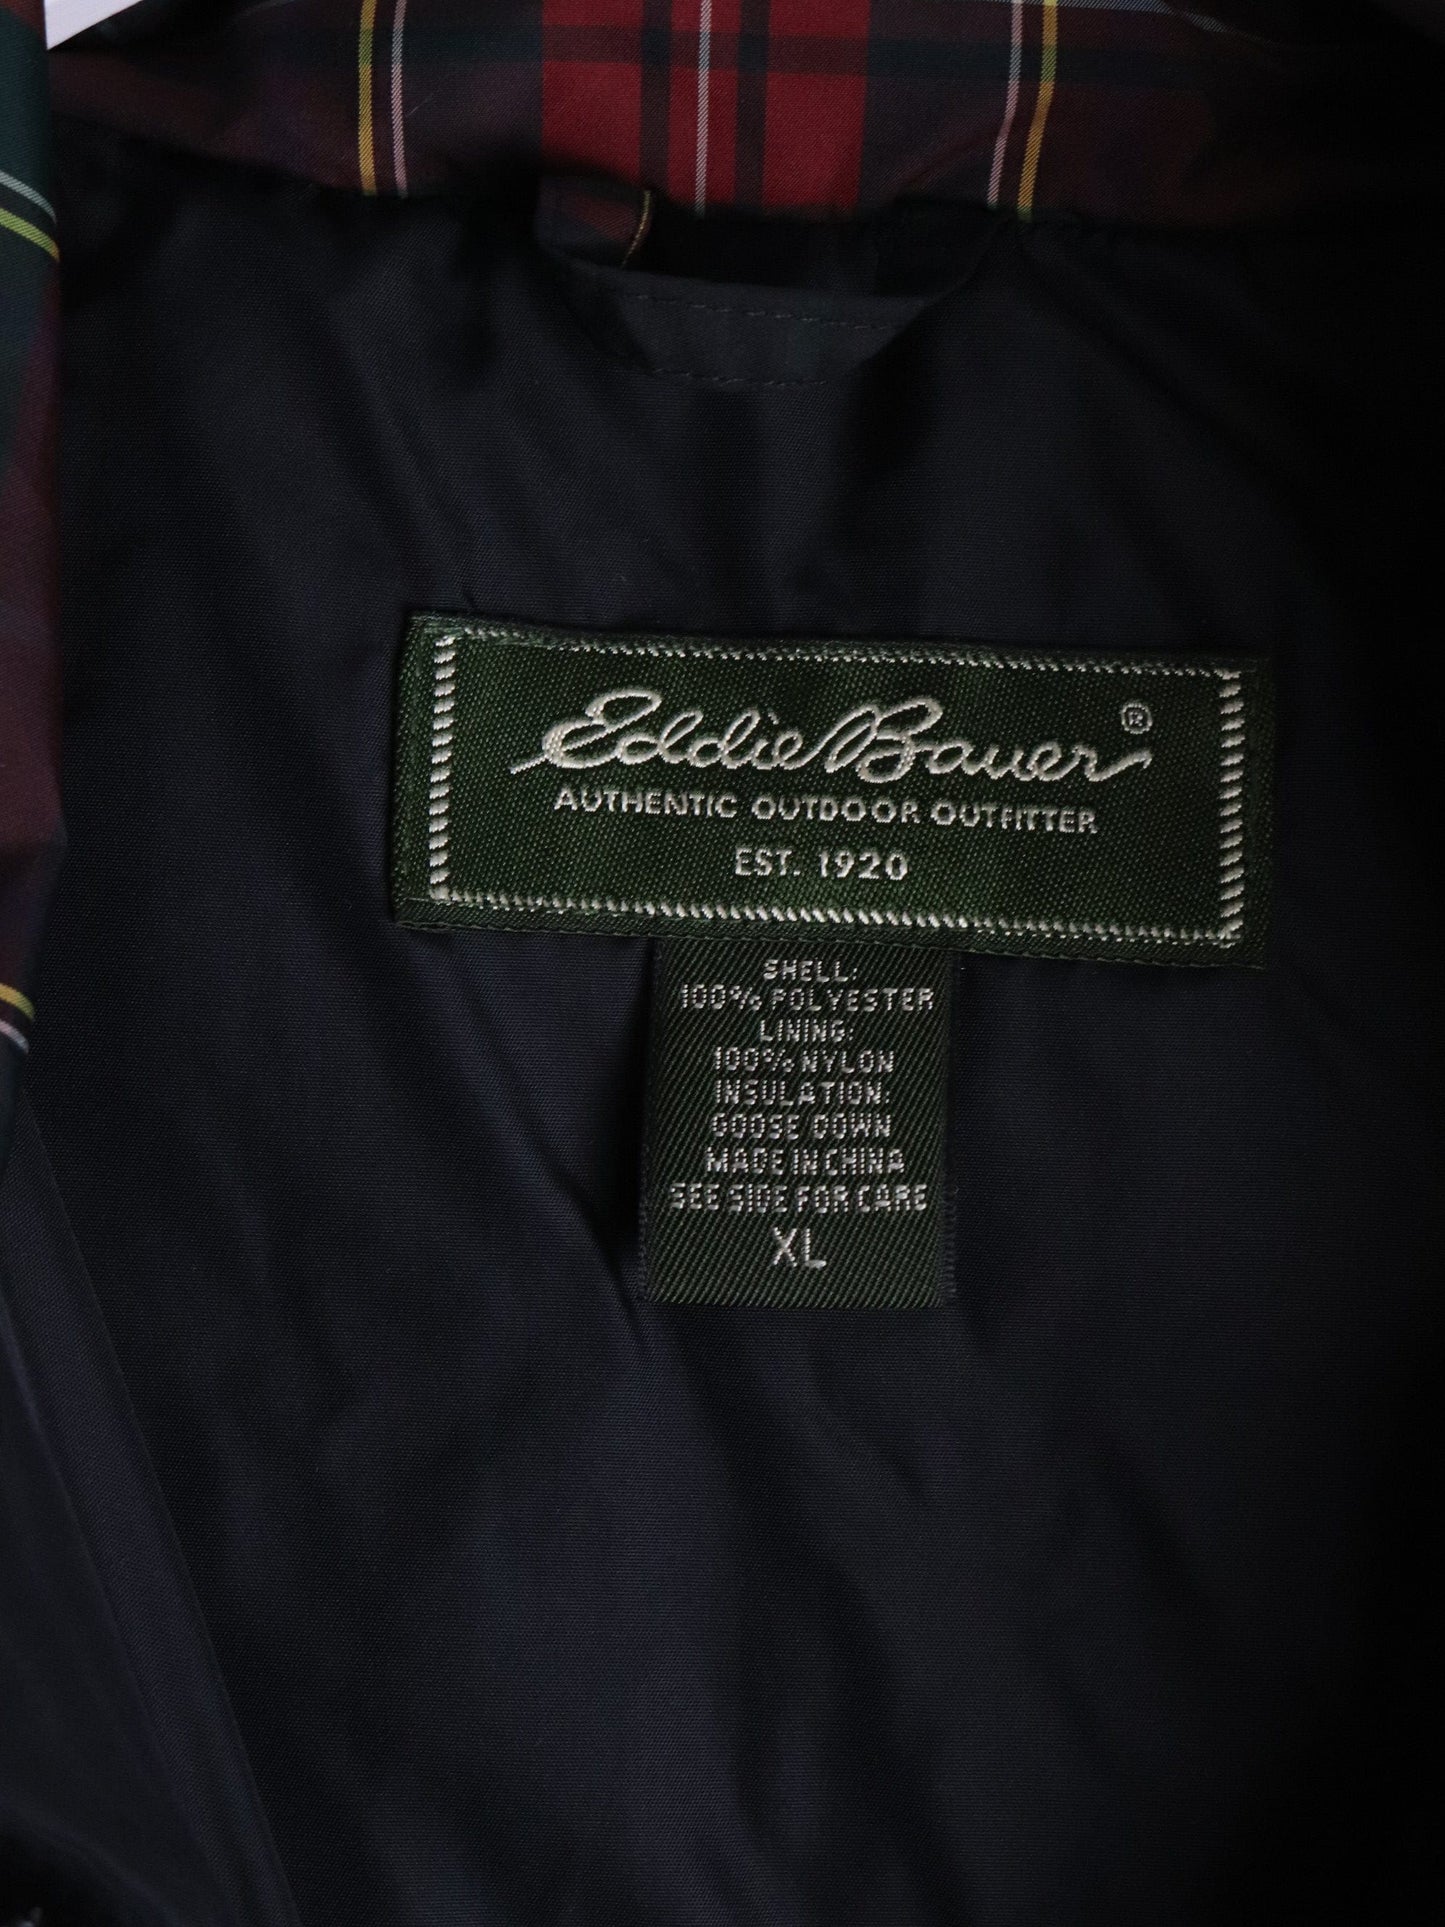 Eddie Bauer®
AUTHENTIC OUTDOOR OUTFITTER
EST. 1920
SHELL:
100% POLYESTER
LINING:
100% NYLON
INSULATION:
GOOSE DOWN
MADE IN CHINA
SEE SIDE FOR CARE
XL